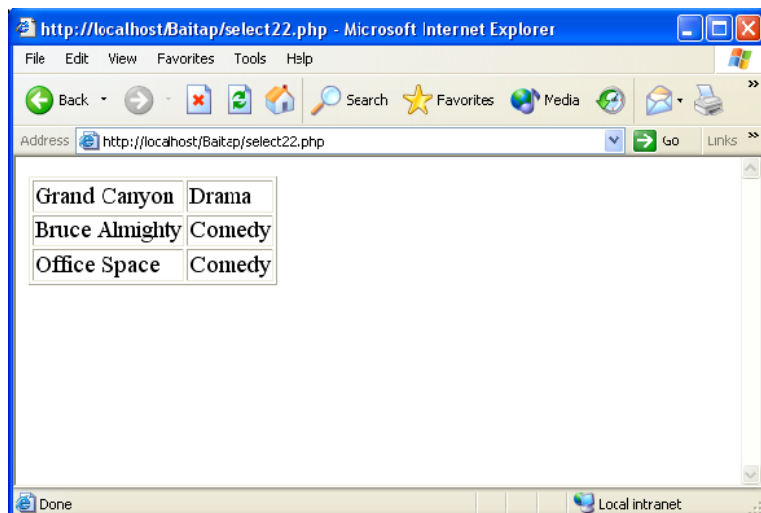 http://localhost/Baitap/select22.php - Microsoft Internet Explorer
File Edit View Favorites Tools Help
Back Search Favorites Media »
Address http://localhost/Baitap/select22.php Go Links »
Grand Canyon Drama
Bruce Almighty Comedy
Office Space Comedy
Done Local intranet